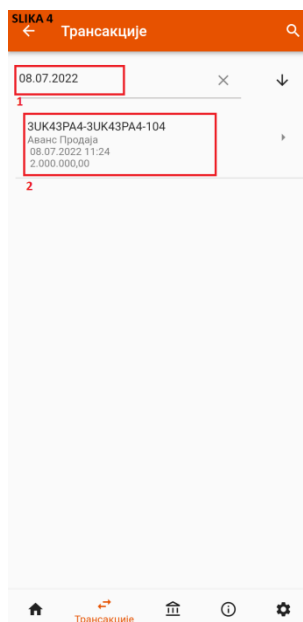 SLIKA 4
Трансакције
08.07.2022
1
3UK43PA4-3UK43PA4-104
Аванс Продаја
08.07.2022 11:24
2.000.000,00
2
Трансакције